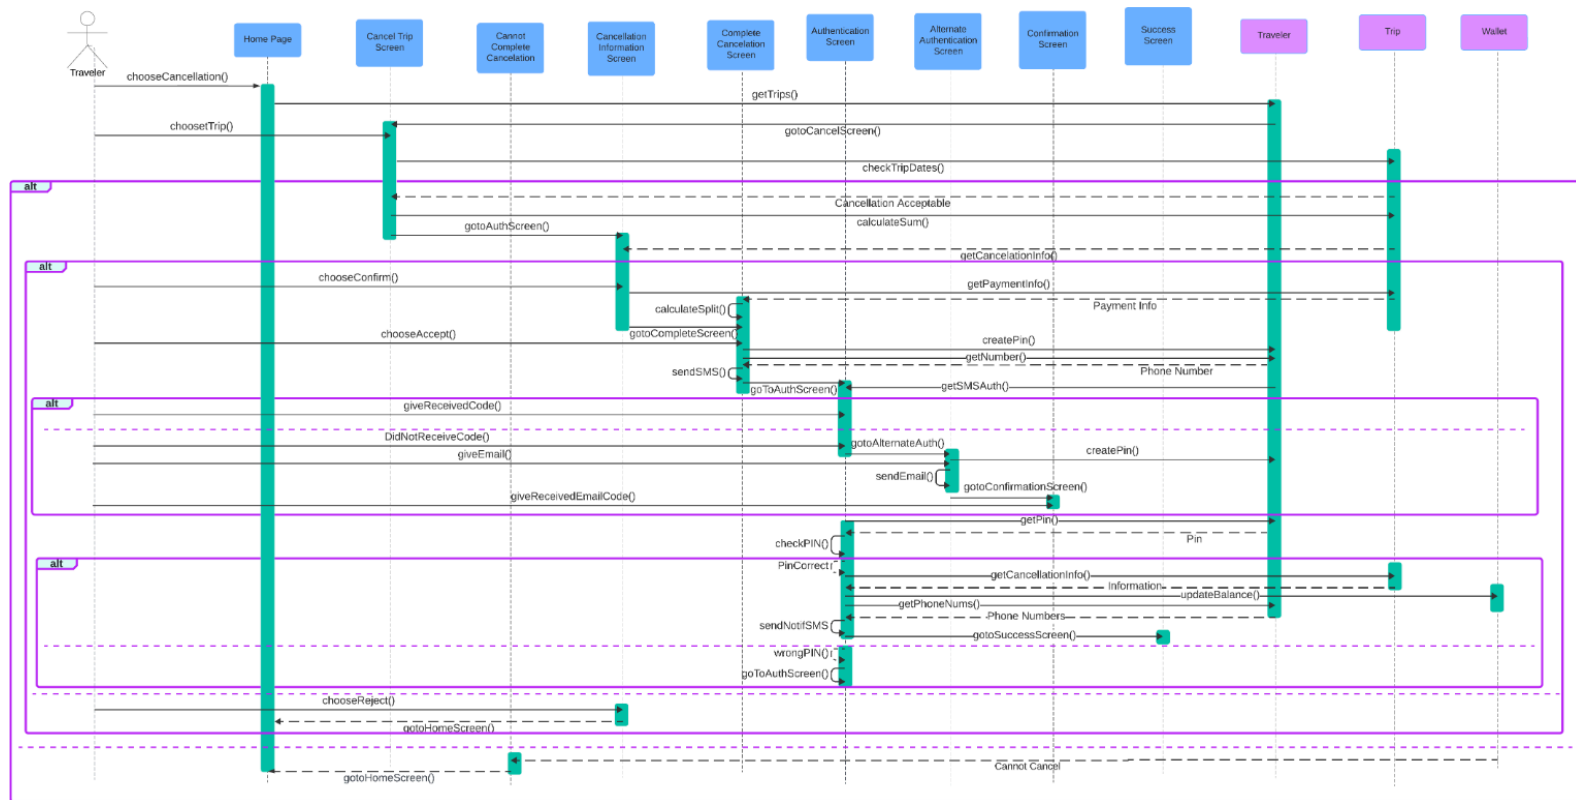 Traveler
Home Page
Cancel Trip
Screen
Cannot
Complete
Cancelation
Cancellation
Information
Screen
Complete
Cancelation
Screen
Authentication
Screen
Alternate
Authentication
Screen
Confirmation
Screen
Success
Screen
Traveler
Trip
Wallet
chooseCancellation()
getTrips()
choosetTrip()
gotoCancelScreen()
checkTripDates()
alt
Cancellation Acceptable
calculateSum()
gotoAuthScreen()
getCancelationInfo()
alt
chooseConfirm()
getPaymentInfo()
Payment Info
calculateSplit()
gotoCompleteScreen()
chooseAccept()
createPin()
getNumber()
Phone Number
sendSMS()
goToAuthScreen()
getSMSAuth()
alt
giveReceivedCode()
DidNotReceiveCode()
gotoAlternateAuth()
giveEmail()
createPin()
sendEmail()
gotoConfirmationScreen()
giveReceivedEmailCode()
getPin()
Pin
checkPIN()
alt
PinCorrect
getCancellationInfo()
Information
updateBalance()
getPhoneNums()
Phone Numbers
sendNotifSMS
gotoSuccessScreen()
wrongPIN()
goToAuthScreen()
chooseReject()
gotoHomeScreen()
Cannot Cancel
gotoHomeScreen()